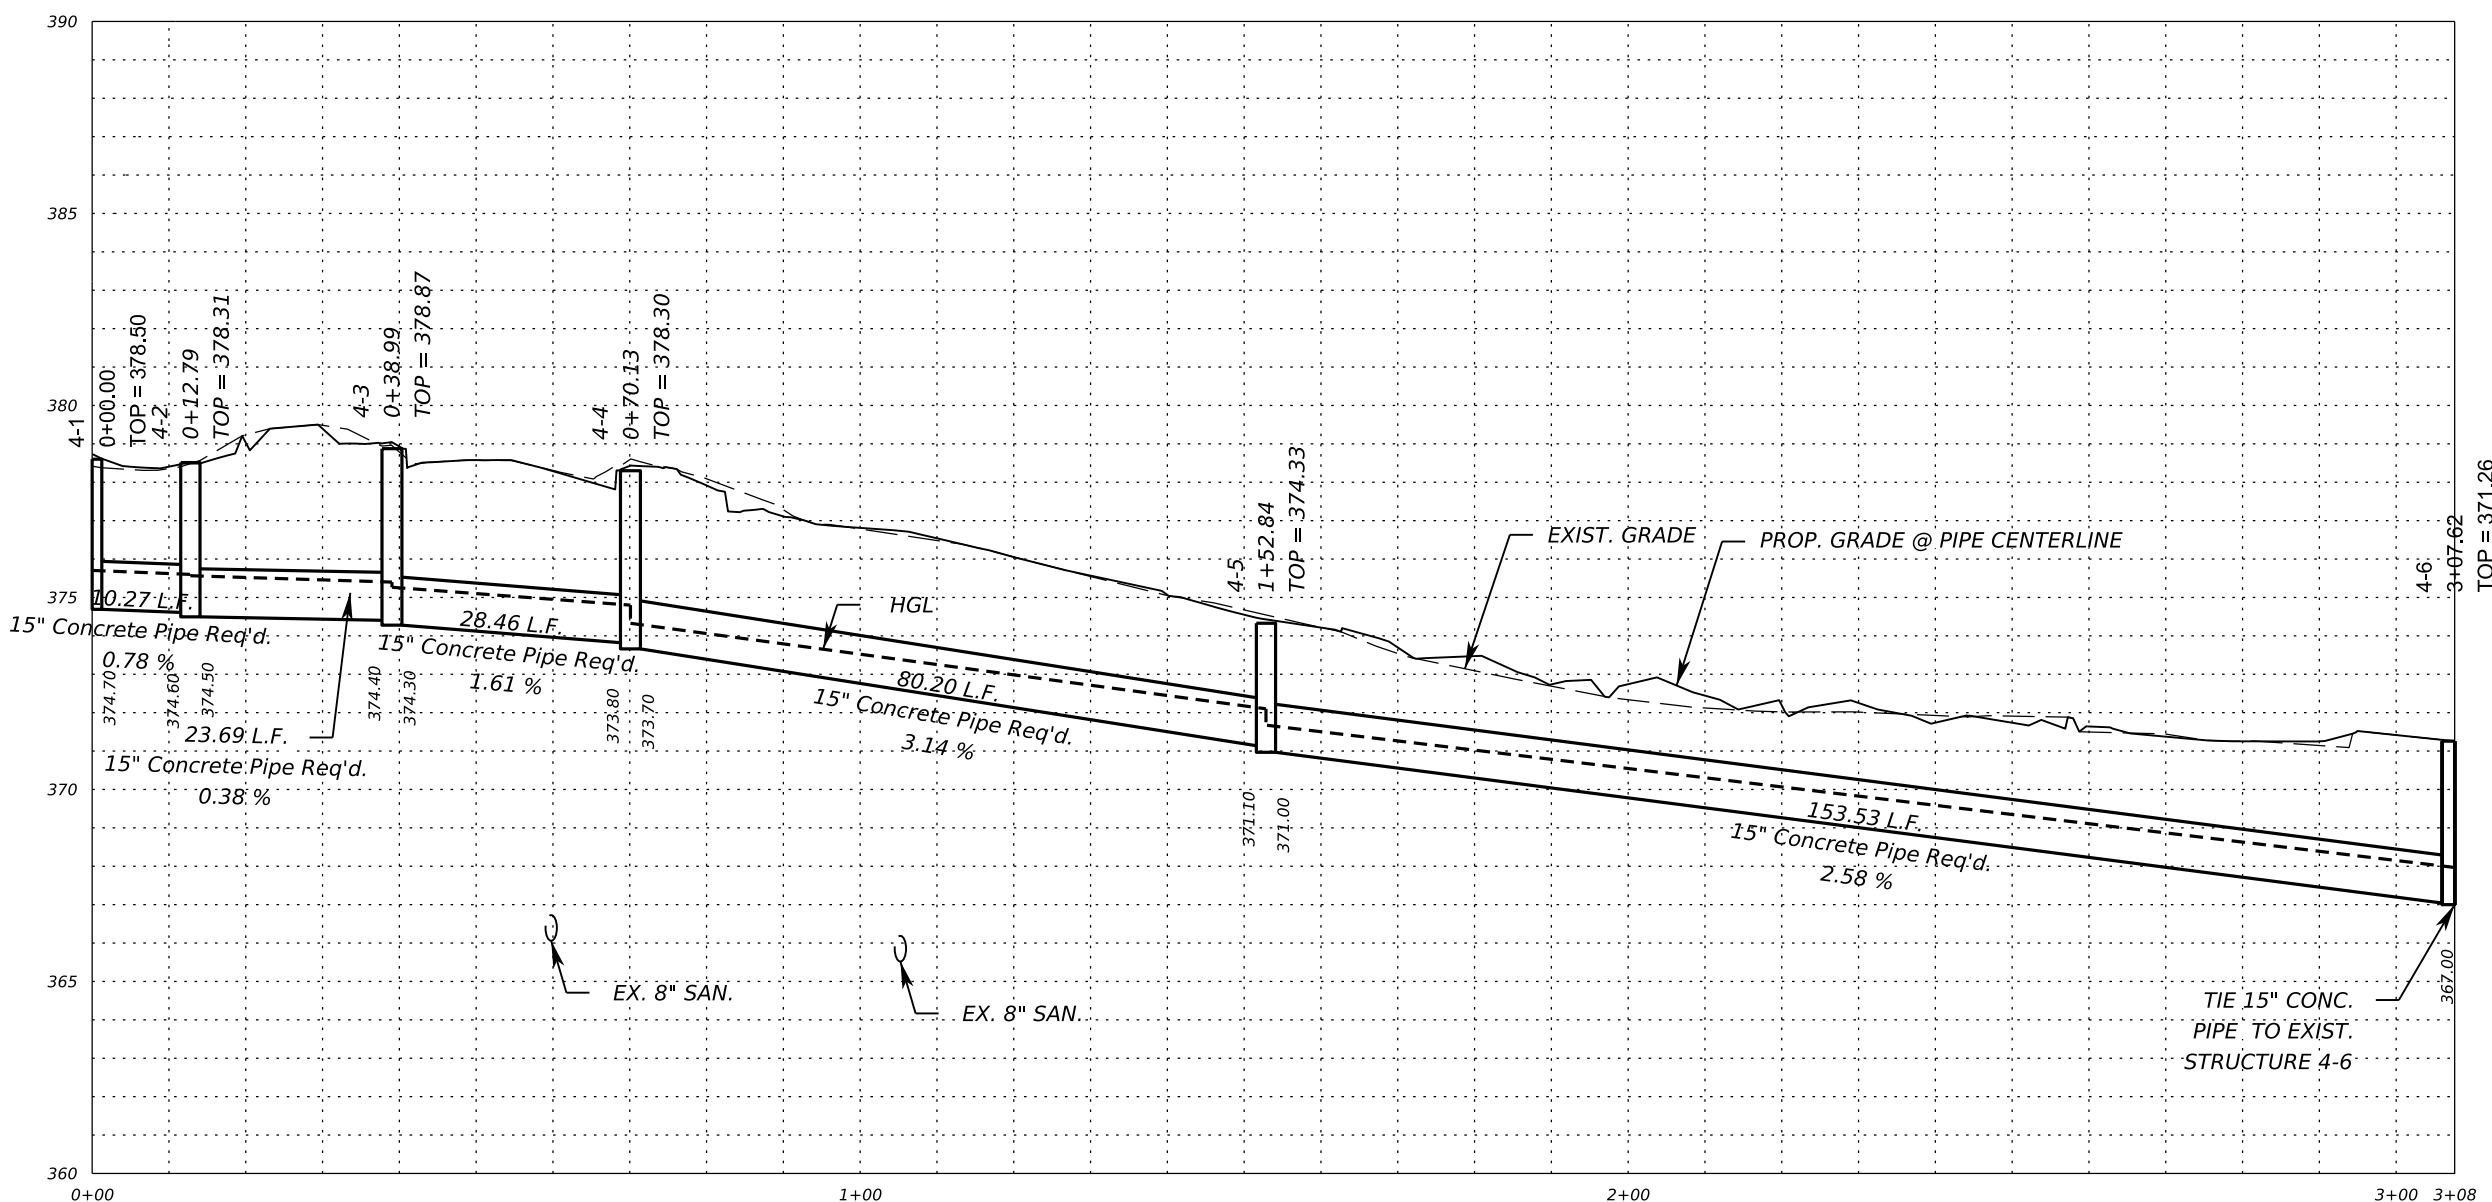 390
385
380
375
370
365
360
4-1
0+00.00
TOP = 378.50
4-2
0+12.79
TOP = 378.31
4-3
0+38.99
TOP = 378.87
4-4
0+70.13
TOP = 378.30
4-5
1+52.84
TOP = 374.33
4-6
3+07.62
TOP = 371.26
EXIST. GRADE
PROP. GRADE @ PIPE CENTERLINE
HGL
10.27 L.F.
15" Concrete Pipe Req'd.
0.78 %
374.70
374.60
374.50
23.69 L.F.
15" Concrete Pipe Req'd.
0.38 %
374.40
374.30
28.46 L.F.
15" Concrete Pipe Req'd.
1.61 %
373.80
373.70
80.20 L.F.
15" Concrete Pipe Req'd.
3.14 %
371.10
371.00
153.53 L.F.
15" Concrete Pipe Req'd.
2.58 %
367.00
EX. 8" SAN.
EX. 8" SAN.
TIE 15" CONC.
PIPE TO EXIST.
STRUCTURE 4-6
0+00
1+00
2+00
3+00
3+08